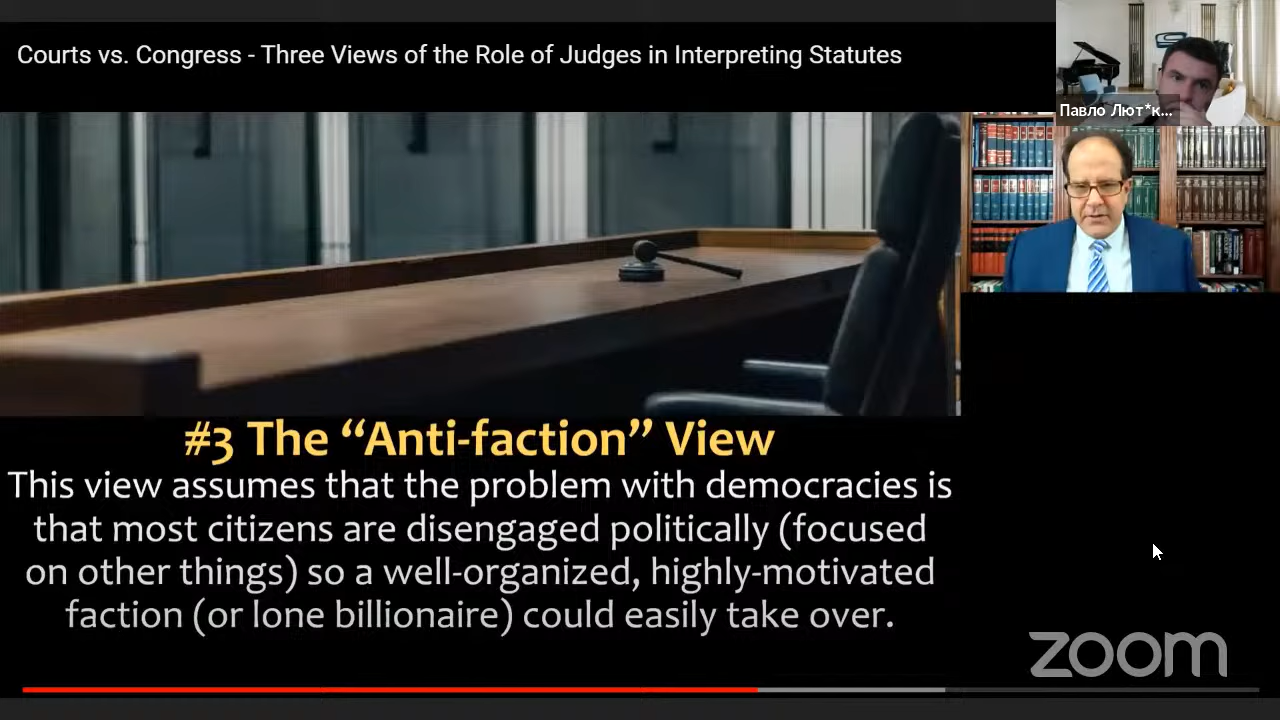 Courts vs. Congress - Three Views of the Role of Judges in Interpreting Statutes
Павло Лют*к...
#3 The “Anti-faction” View
This view assumes that the problem with democracies is
that most citizens are disengaged politically (focused
on other things) so a well-organized, highly-motivated
faction (or lone billionaire) could easily take over.
zoom